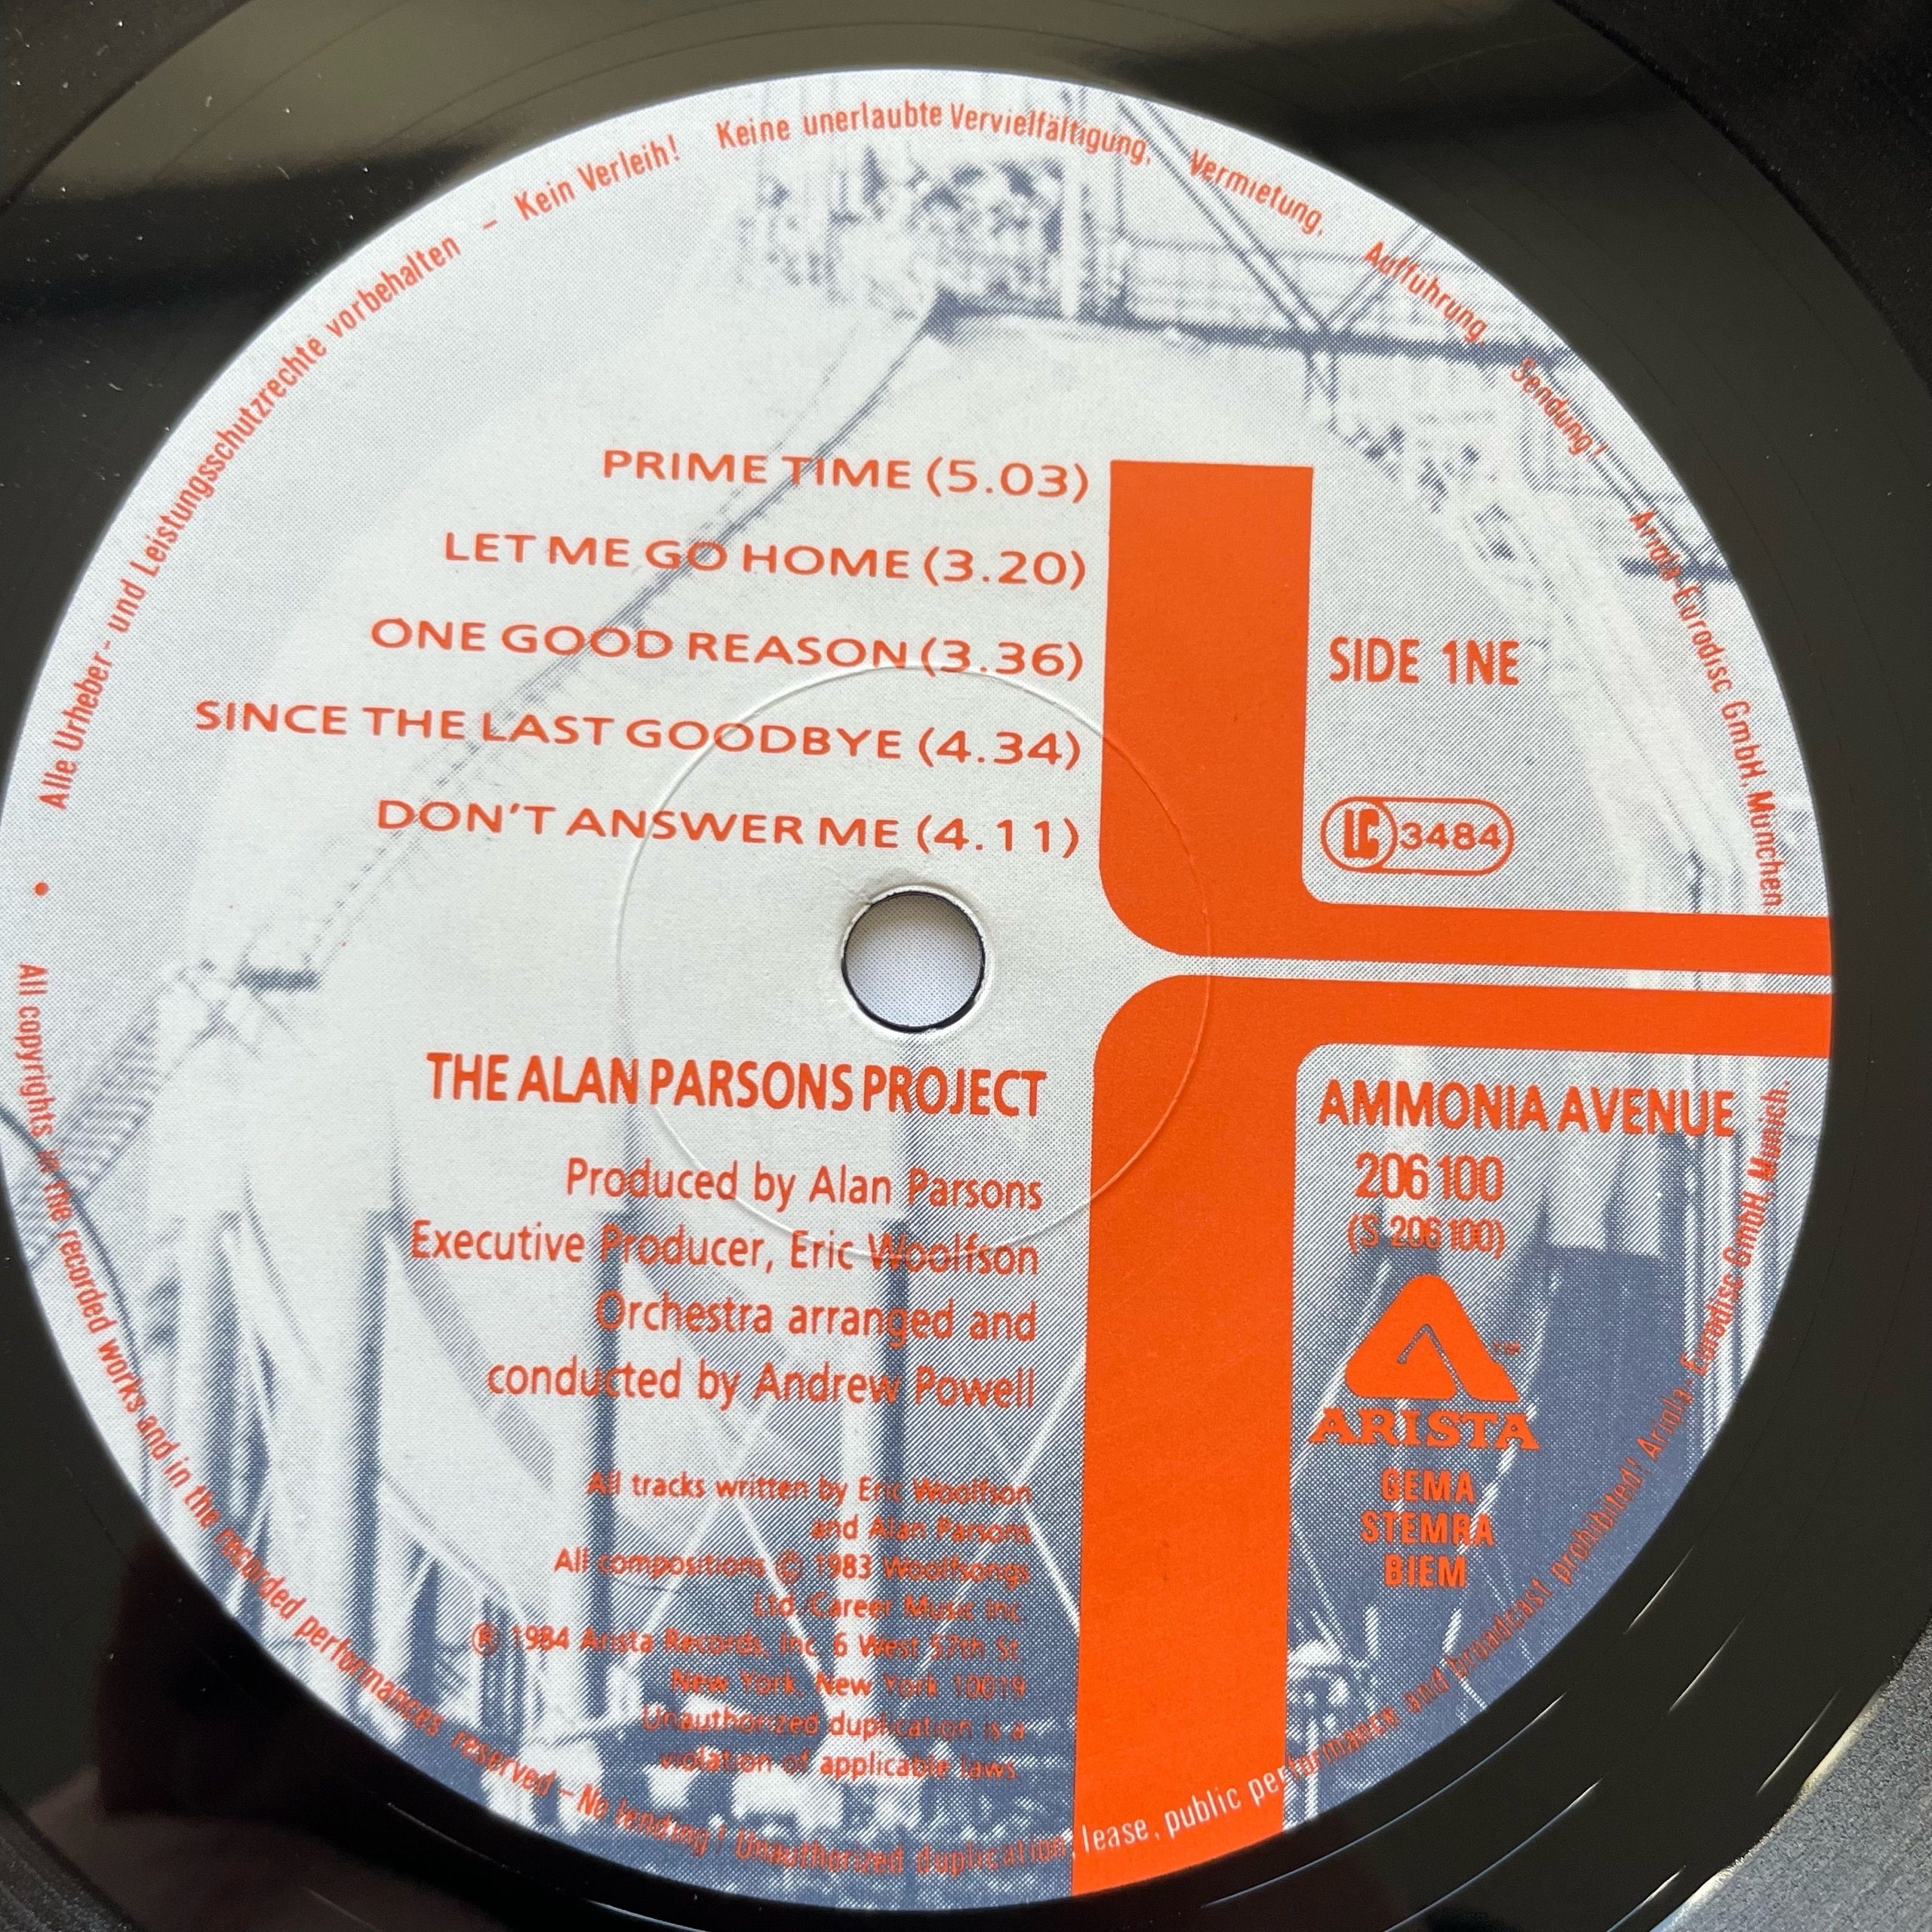 Alle Urheber- und Leistungsschutzrechte vorbehalten – Kein Verleih! Keine unerlaubte Vervielfältigung, Vermietung, Aufführung, Sendung! Ariola-Eurodisc GmbH, München.
PRIME TIME (5.03)
LET ME GO HOME (3.20)
ONE GOOD REASON (3.36)
SINCE THE LAST GOODBYE (4.34)
DON'T ANSWER ME (4.11)
SIDE 1NE
LC 3484
THE ALAN PARSONS PROJECT
Produced by Alan Parsons
Executive Producer, Eric Woolfson
Orchestra arranged and
conducted by Andrew Powell
All tracks written by Eric Woolfson
and Alan Parsons
All compositions © 1983 Woolfsongs
Ltd./Career Music Inc.
® 1984 Arista Records, Inc. 6 West 57th St.
New York, New York 10019
Unauthorized duplication is a
violation of applicable laws.
AMMONIA AVENUE
206 100
(S 206 100)
A TM
ARISTA
GEMA
STEMRA
BIEM
• All copyrights in the recorded works and in the recorded performances reserved – No lending! Unauthorized duplication, lease, public performance and broadcast prohibited! Ariola-Eurodisc GmbH, Munich.